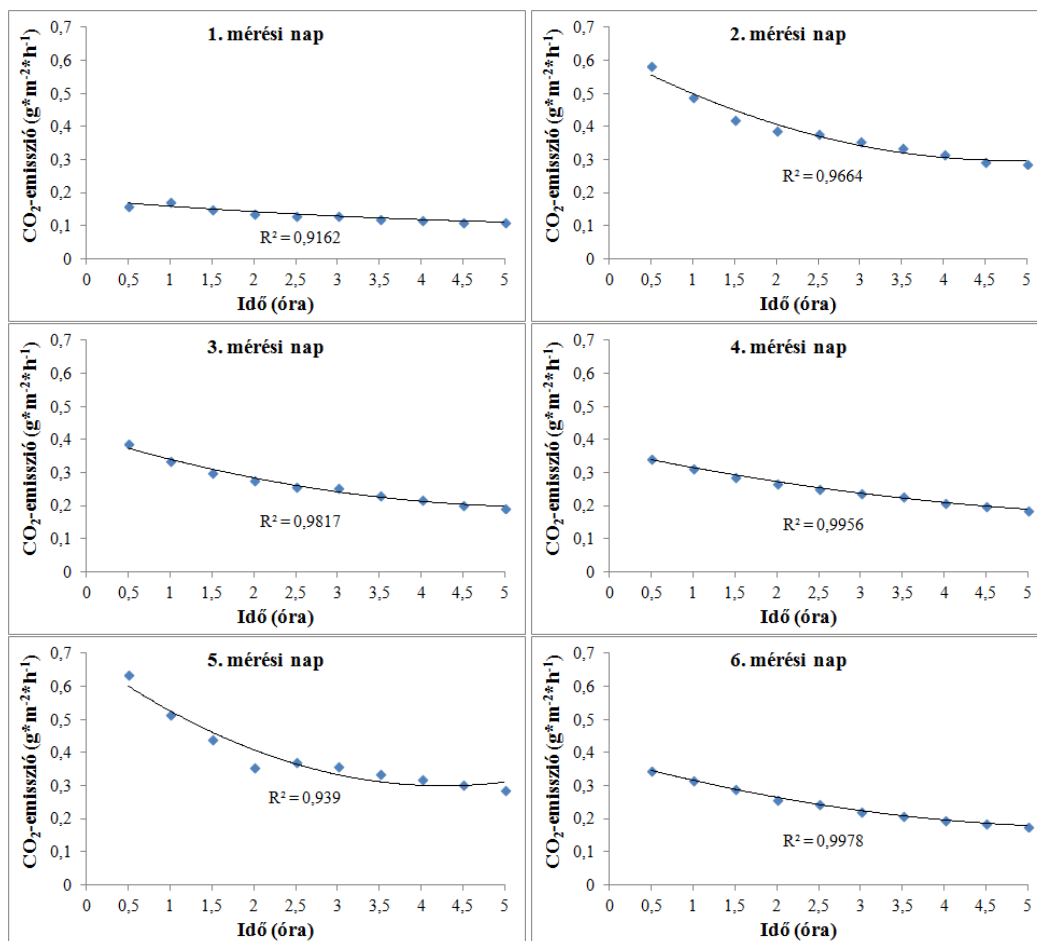 1. mérési nap
CO₂-emisszió (g*m⁻²*h⁻¹)
0,7
0,6
0,5
0,4
0,3
0,2
0,1
0
R² = 0,9162
0 0,5 1 1,5 2 2,5 3 3,5 4 4,5 5
Idő (óra)
2. mérési nap
CO₂-emisszió (g*m⁻²*h⁻¹)
0,7
0,6
0,5
0,4
0,3
0,2
0,1
0
R² = 0,9664
0 0,5 1 1,5 2 2,5 3 3,5 4 4,5 5
Idő (óra)
3. mérési nap
CO₂-emisszió (g*m⁻²*h⁻¹)
0,7
0,6
0,5
0,4
0,3
0,2
0,1
0
R² = 0,9817
0 0,5 1 1,5 2 2,5 3 3,5 4 4,5 5
Idő (óra)
4. mérési nap
CO₂-emisszió (g*m⁻²*h⁻¹)
0,7
0,6
0,5
0,4
0,3
0,2
0,1
0
R² = 0,9956
0 0,5 1 1,5 2 2,5 3 3,5 4 4,5 5
Idő (óra)
5. mérési nap
CO₂-emisszió (g*m⁻²*h⁻¹)
0,7
0,6
0,5
0,4
0,3
0,2
0,1
0
R² = 0,939
0 0,5 1 1,5 2 2,5 3 3,5 4 4,5 5
Idő (óra)
6. mérési nap
CO₂-emisszió (g*m⁻²*h⁻¹)
0,7
0,6
0,5
0,4
0,3
0,2
0,1
0
R² = 0,9978
0 0,5 1 1,5 2 2,5 3 3,5 4 4,5 5
Idő (óra)